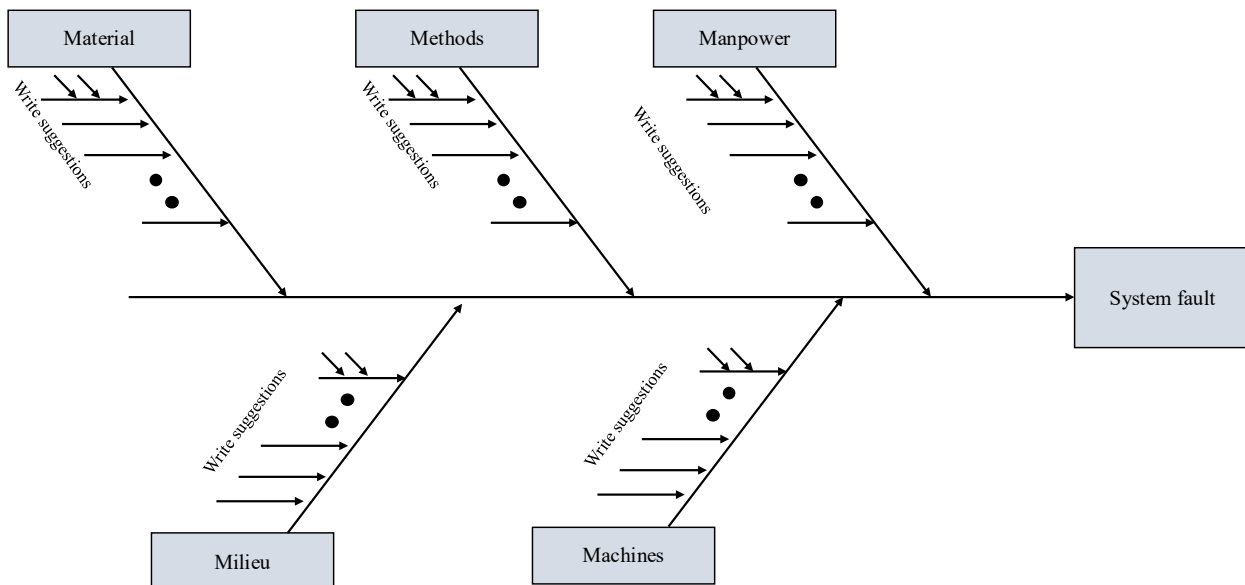 Material
Methods
Manpower
Write suggestions
Write suggestions
Write suggestions
System fault
Write suggestions
Write suggestions
Milieu
Machines